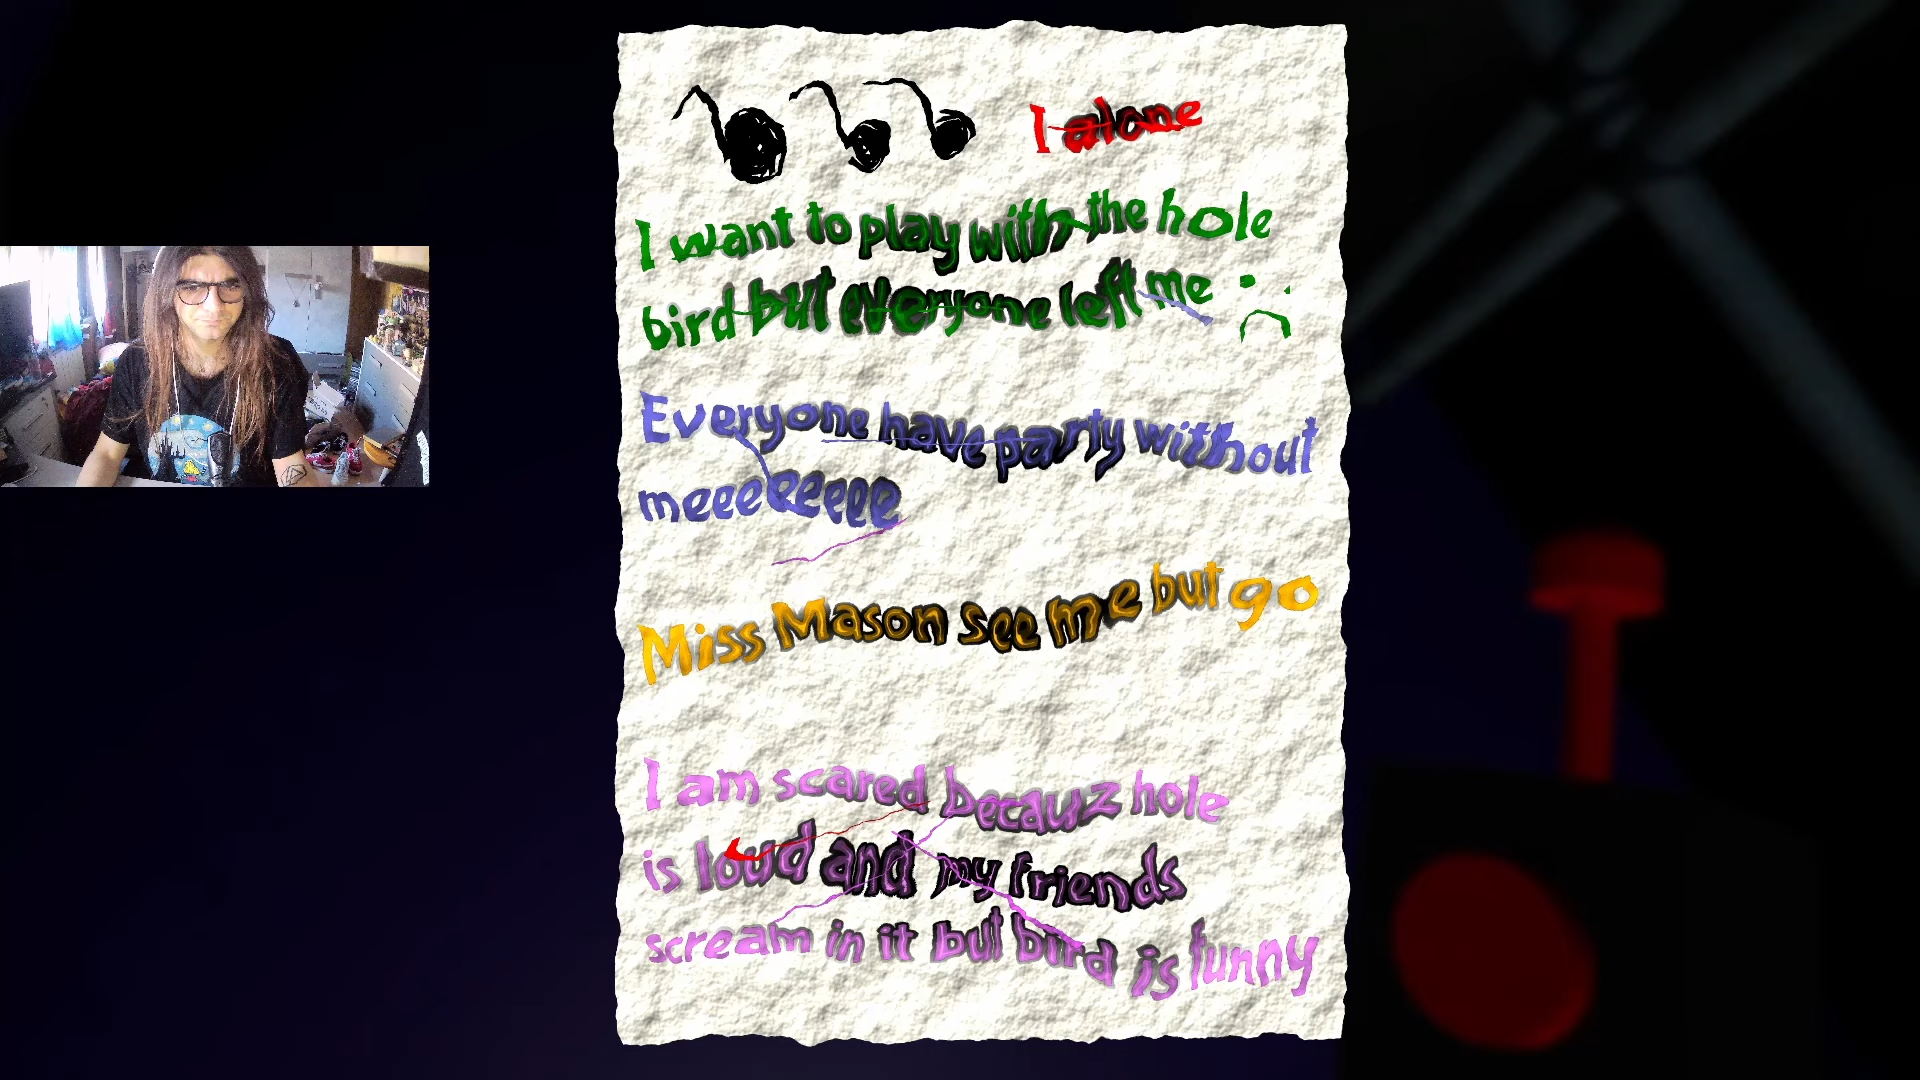 I alone
I want to play with the hole
bird but everyone left me :(
Everyone have party without
meeeeeeee
Miss Mason see me but go
I am scared becauz hole
is loud and my friends
scream in it but bird is funny